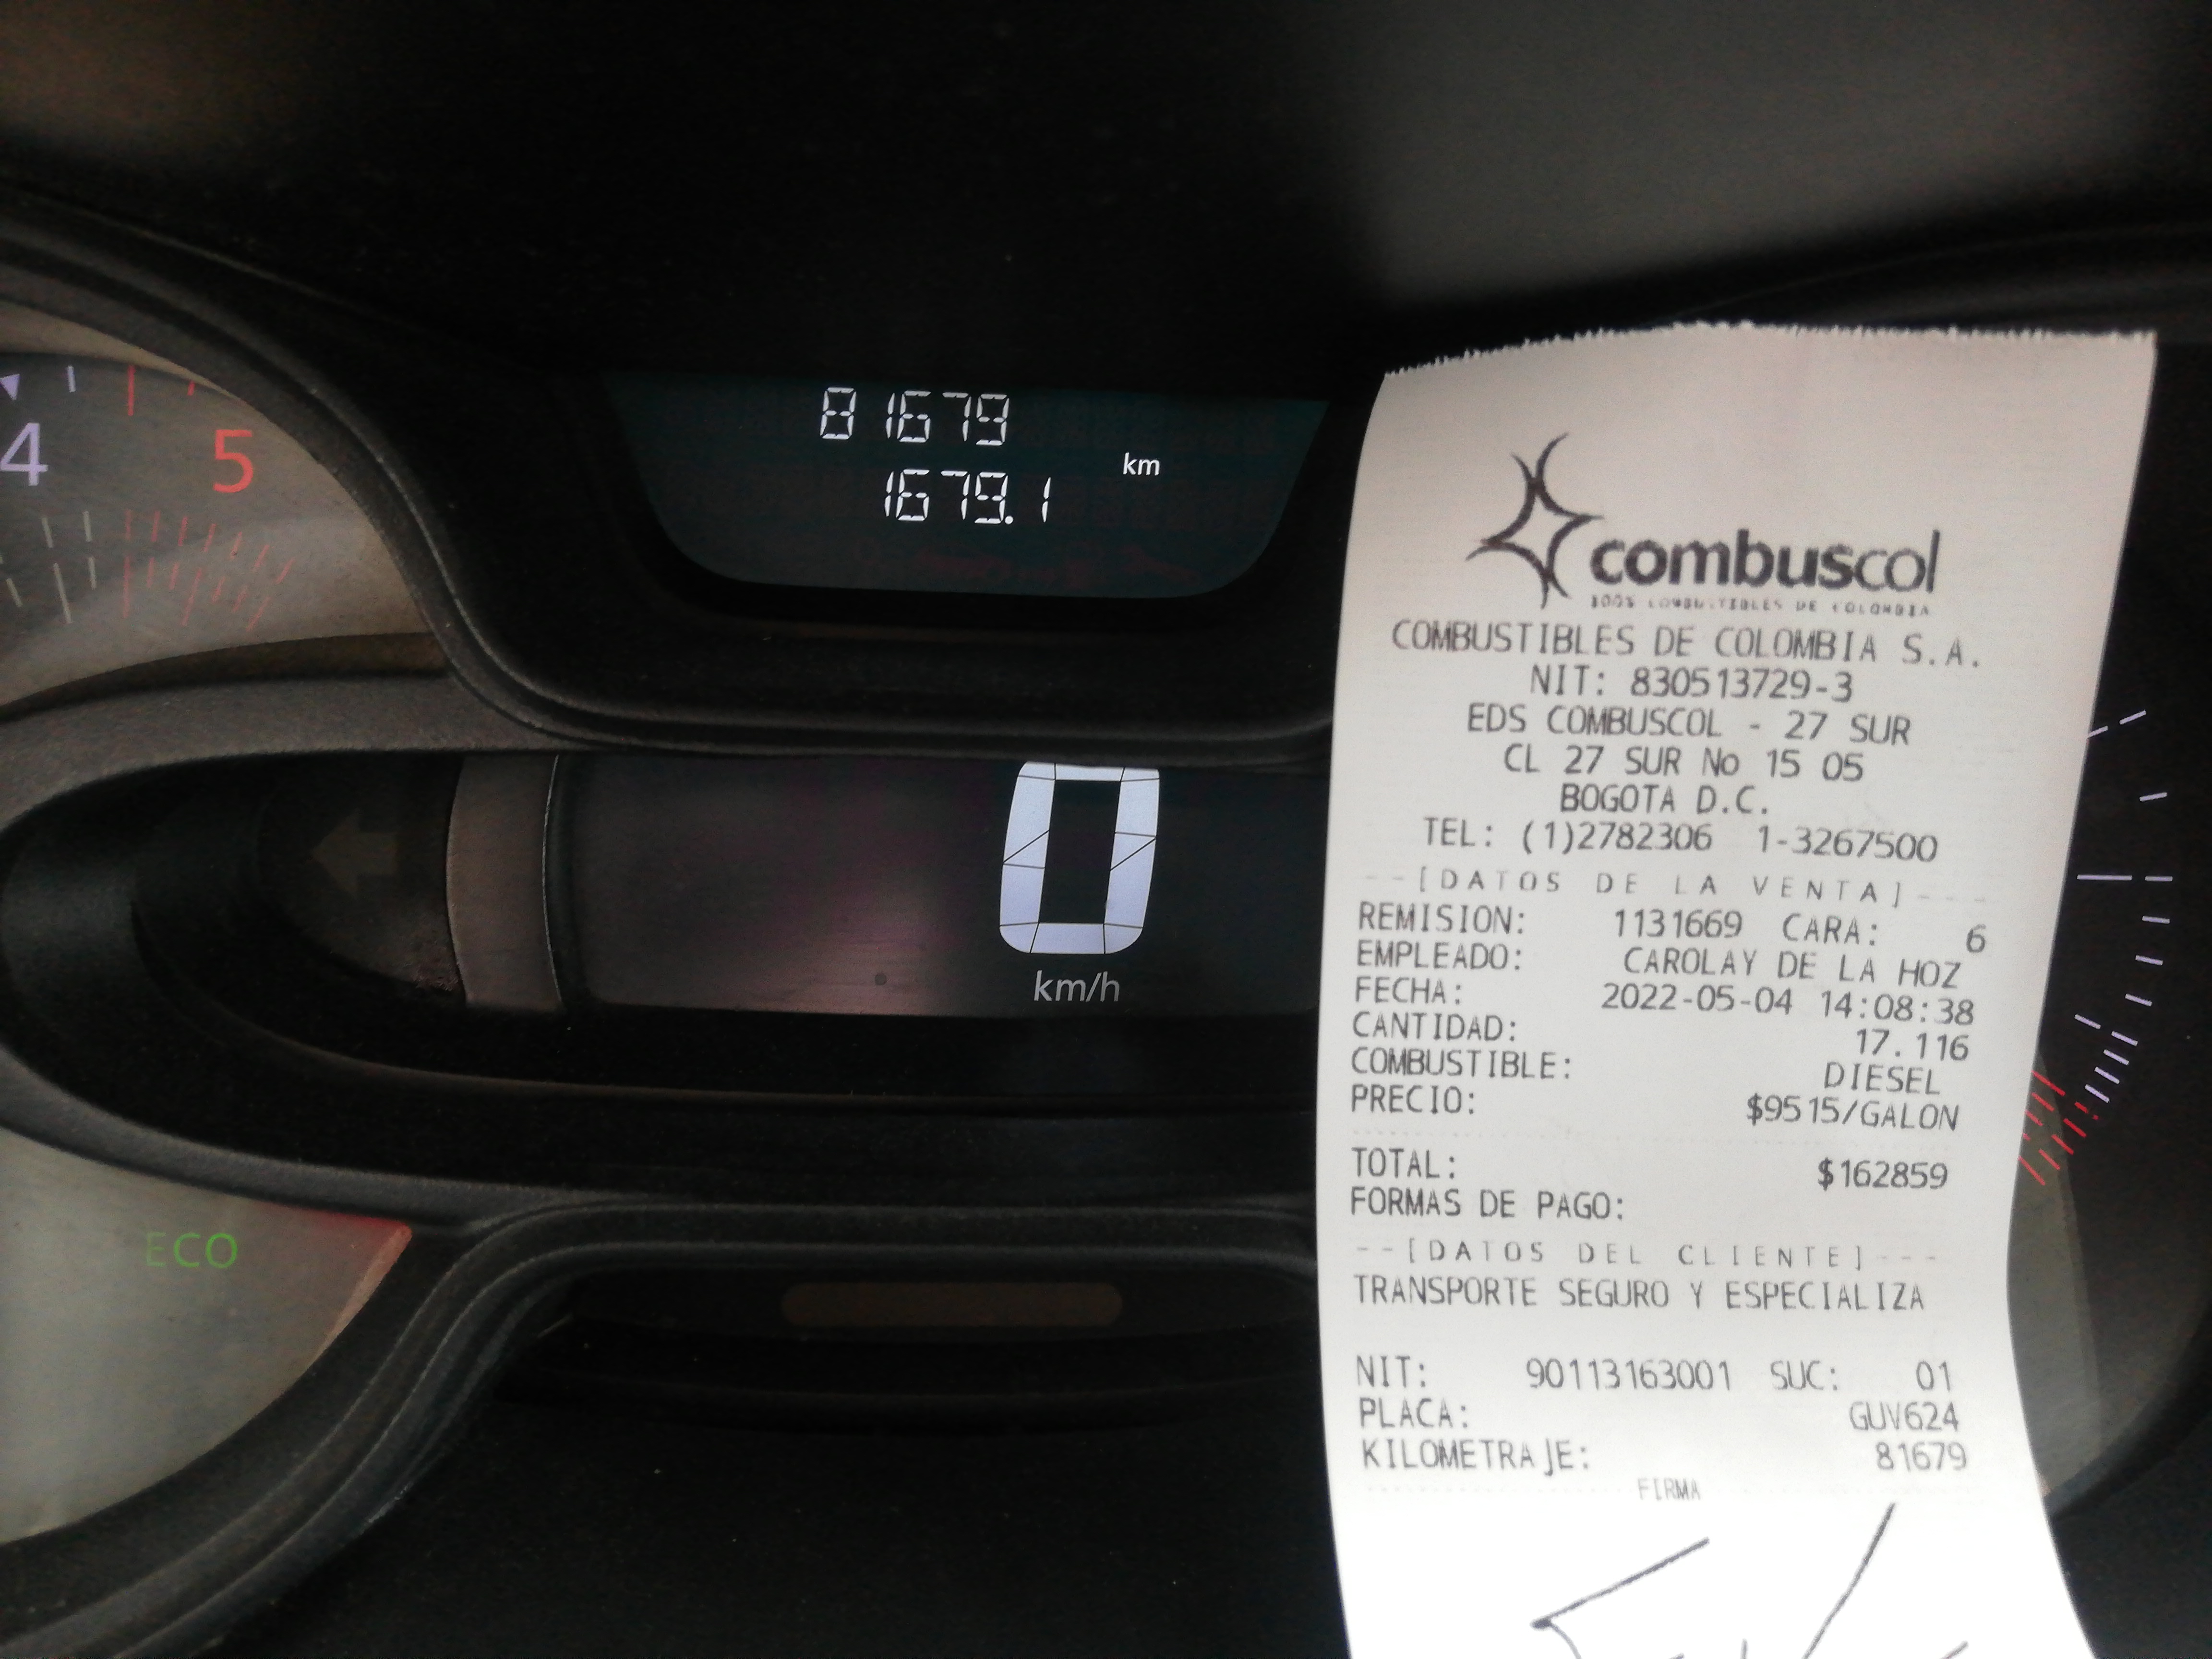 4
5
81679
km
1679.1
0
km/h
ECO
combuscol
100% COMBUSTIBLES DE COLOMBIA
COMBUSTIBLES DE COLOMBIA S.A.
NIT: 830513729-3
EDS COMBUSCOL - 27 SUR
CL 27 SUR No 15 05
BOGOTA D.C.
TEL: (1)2782306 1-3267500
--[DATOS DE LA VENTA]---
REMISION: 1131669 CARA: 6
EMPLEADO: CAROLAY DE LA HOZ
FECHA: 2022-05-04 14:08:38
CANTIDAD: 17.116
COMBUSTIBLE: DIESEL
PRECIO: $9515/GALON
TOTAL: $162859
FORMAS DE PAGO:
--[DATOS DEL CLIENTE]---
TRANSPORTE SEGURO Y ESPECIALIZA
NIT: 90113163001 SUC: 01
PLACA: GUV624
KILOMETRAJE: 81679
FIRMA